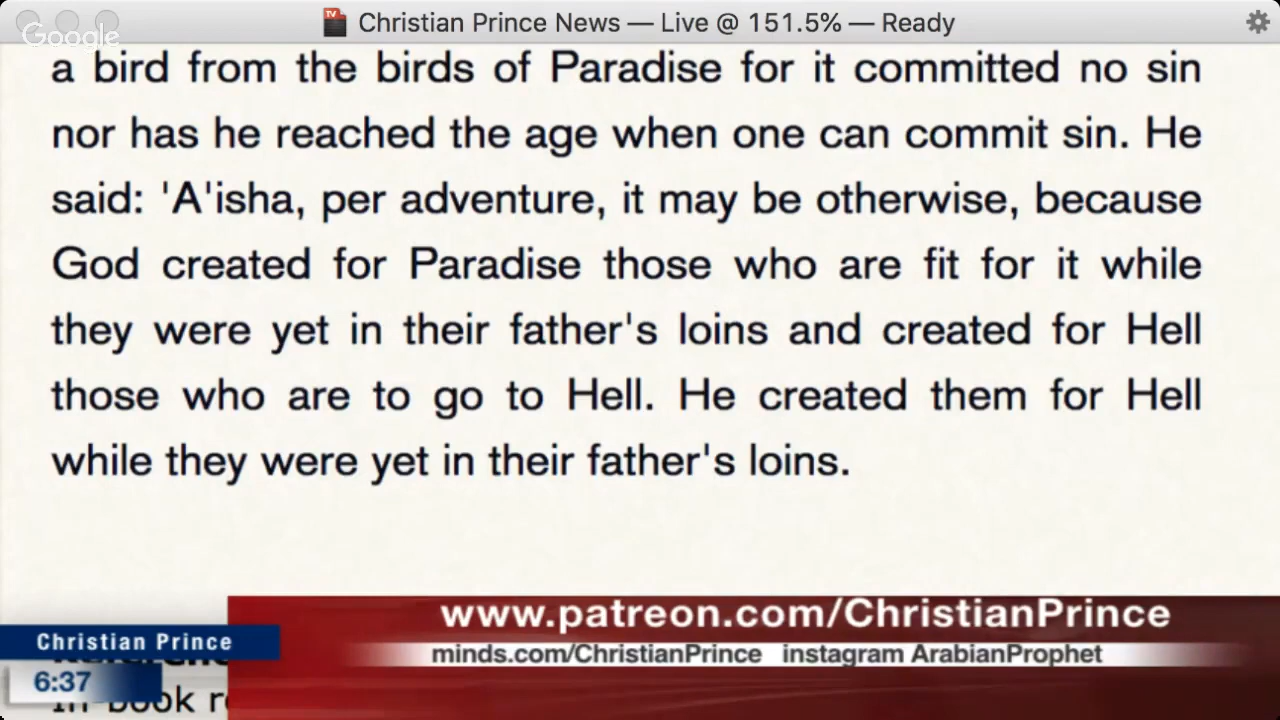 TV
Christian Prince News — Live @ 151.5% — Ready
Google
a bird from the birds of Paradise for it committed no sin
nor has he reached the age when one can commit sin. He
said: 'A'isha, per adventure, it may be otherwise, because
God created for Paradise those who are fit for it while
they were yet in their father's loins and created for Hell
those who are to go to Hell. He created them for Hell
while they were yet in their father's loins.
www.patreon.com/ChristianPrince
Christian Prince
minds.com/ChristianPrince instagram ArabianProphet
6:37
In-book